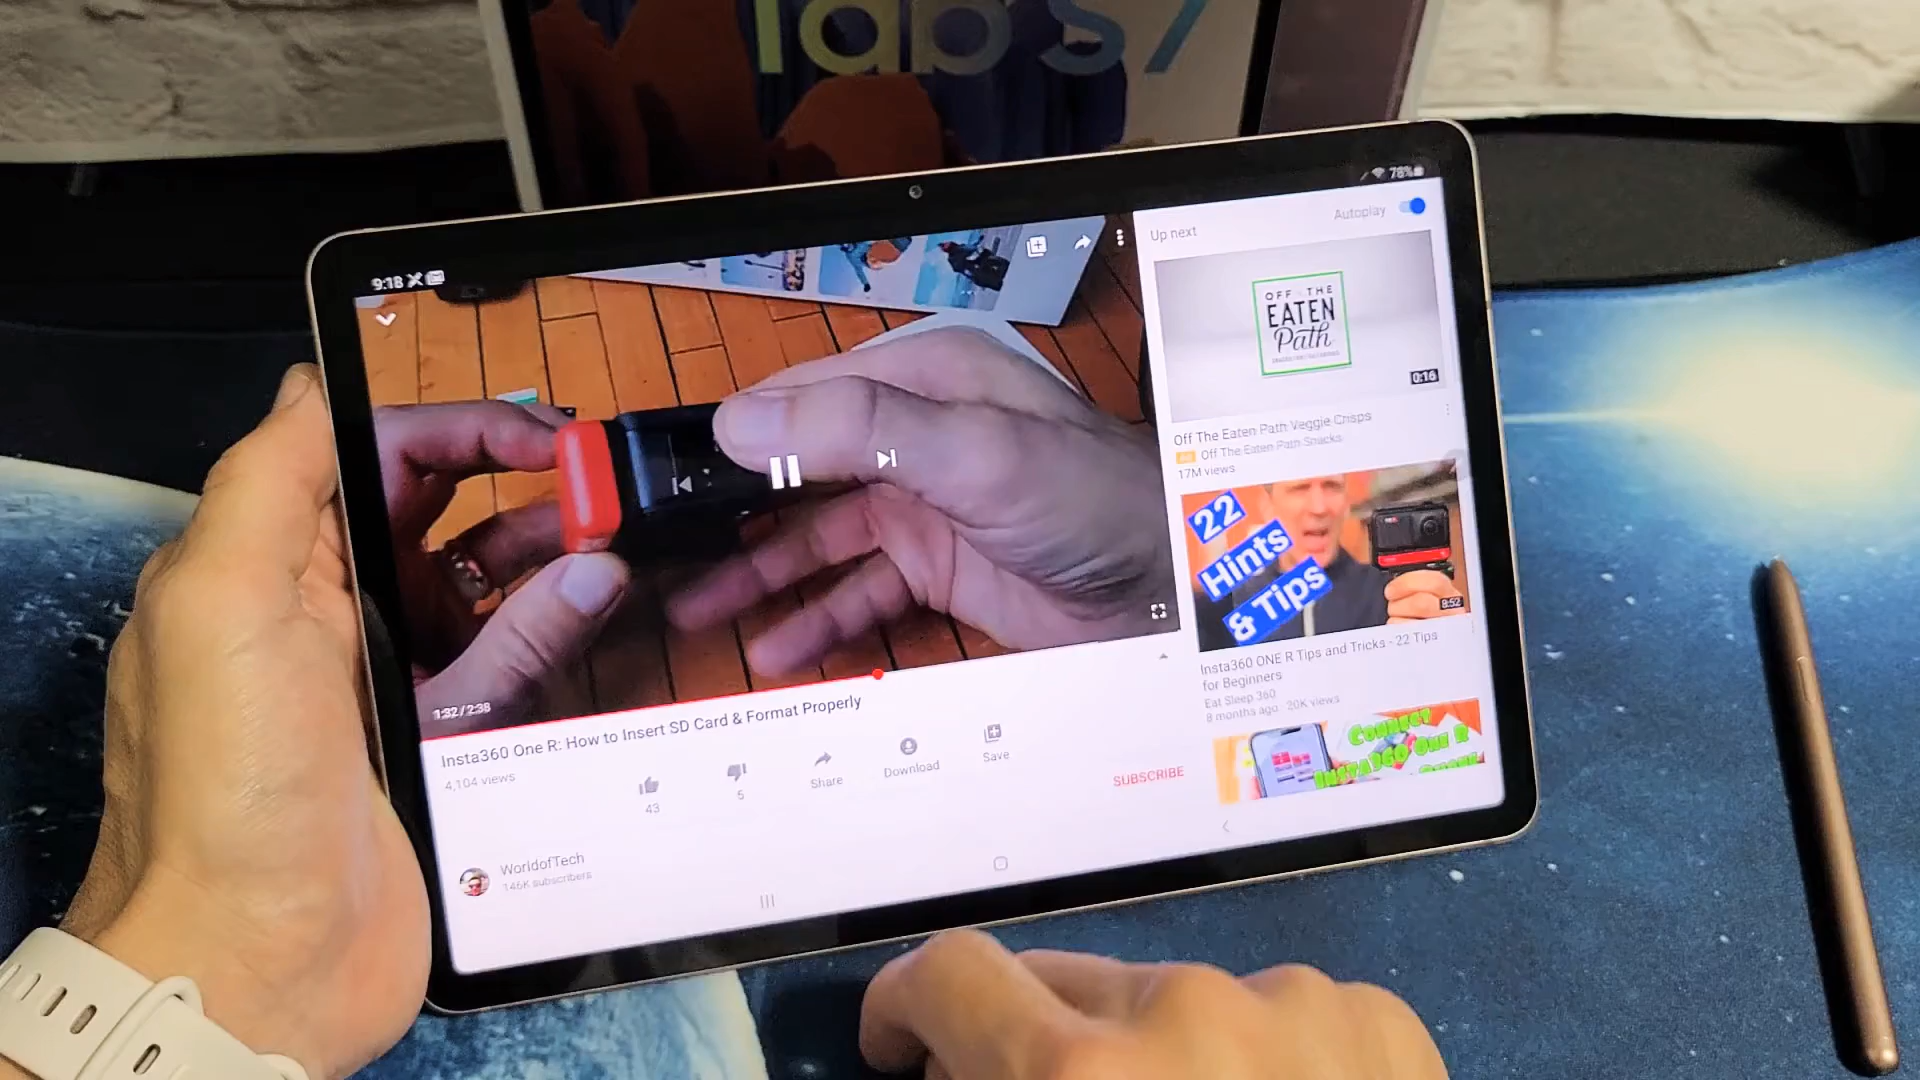 Tab S7
9:18
78%
Autoplay
Up next
OFF THE
EATEN
Path
0:16
Off The Eaten Path Veggie Crisps
Ad Off The Eaten Path Snacks
17M views
22
Hints
& Tips
8:52
Insta360 ONE R Tips and Tricks - 22 Tips
for Beginners
Eat Sleep 360
8 months ago · 20K views
CONNECT
INSTA360 ONE R
1:32 / 2:38
Insta360 One R: How to Insert SD Card & Format Properly
4,104 views
43
5
Share
Download
Save
SUBSCRIBE
WorldofTech
146K subscribers